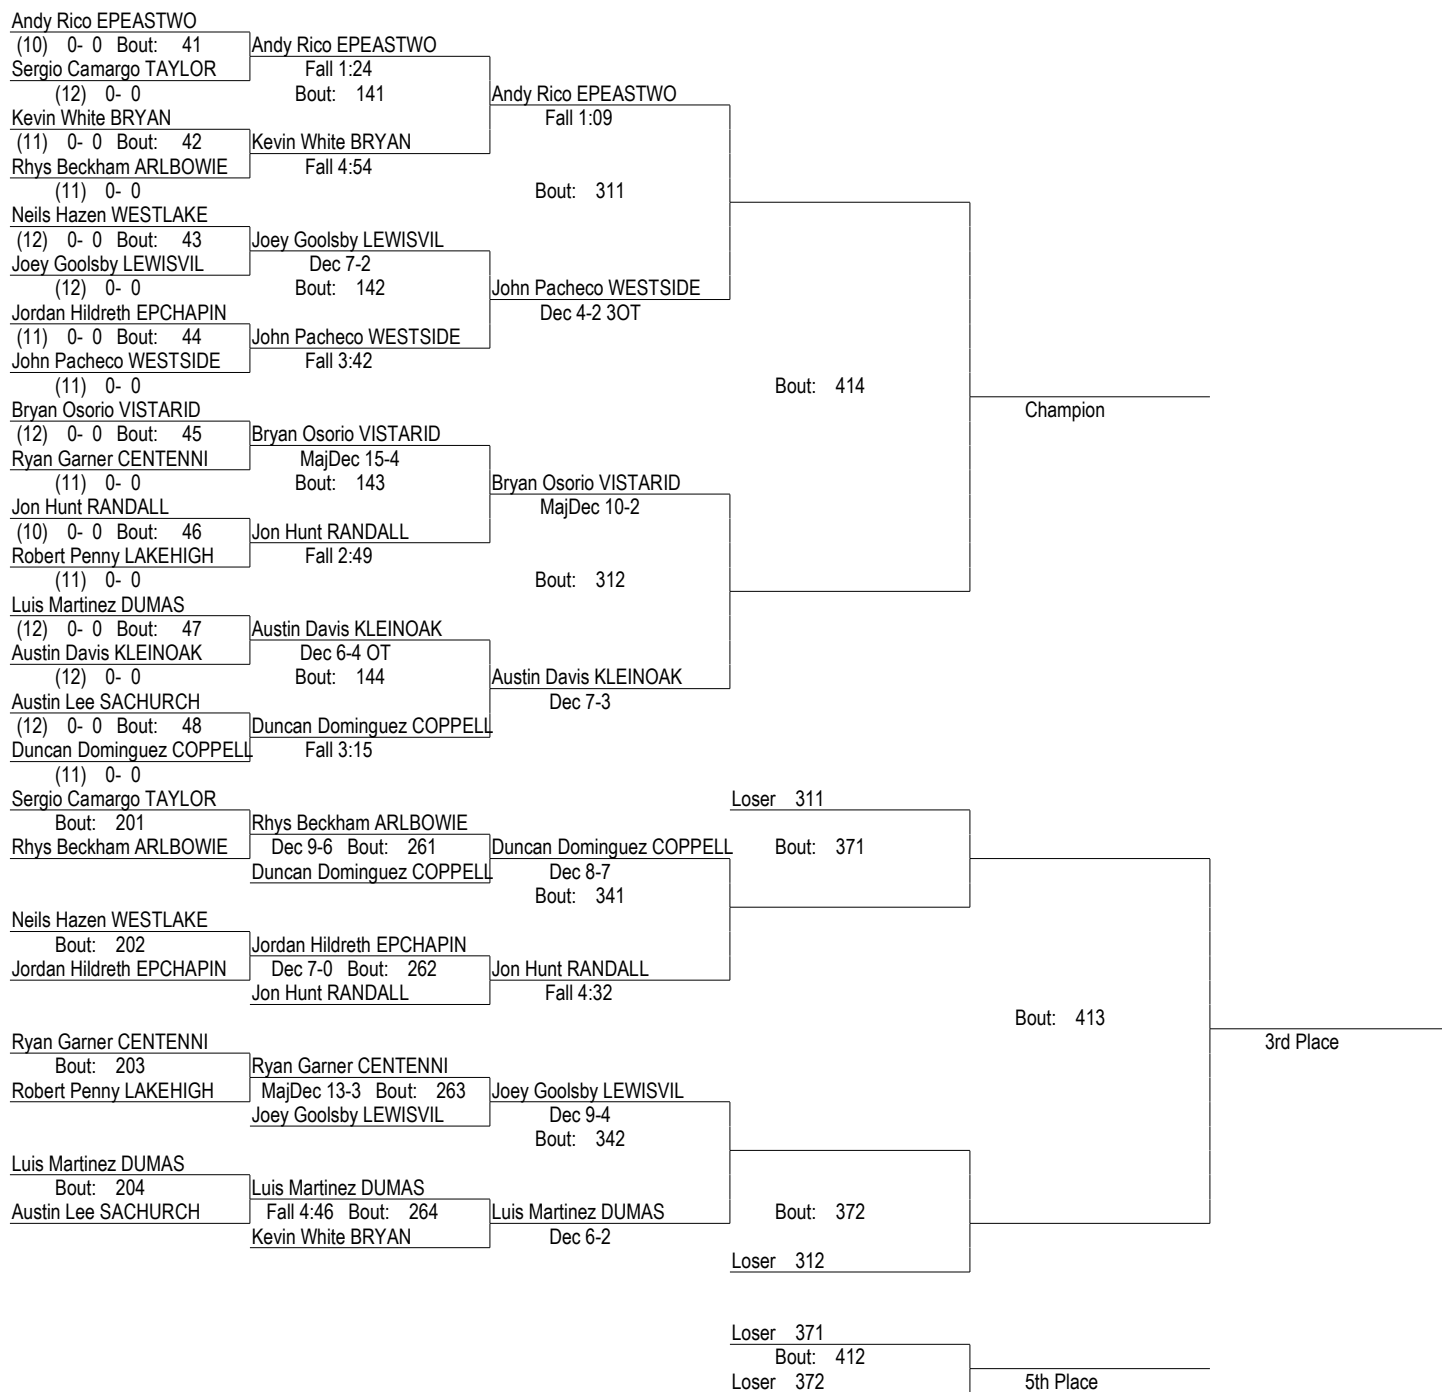 Andy Rico EPEASTWO
(10) 0- 0 Bout: 41 Andy Rico EPEASTWO
Sergio Camargo TAYLOR Fall 1:24
(12) 0- 0 Bout: 141 Andy Rico EPEASTWO
Kevin White BRYAN Fall 1:09
(11) 0- 0 Bout: 42 Kevin White BRYAN
Rhys Beckham ARLBOWIE Fall 4:54
(11) 0- 0 Bout: 311
Neils Hazen WESTLAKE
(12) 0- 0 Bout: 43 Joey Goolsby LEWISVIL
Joey Goolsby LEWISVIL Dec 7-2
(12) 0- 0 Bout: 142 John Pacheco WESTSIDE
Jordan Hildreth EPCHAPIN Dec 4-2 3OT
(11) 0- 0 Bout: 44 John Pacheco WESTSIDE
John Pacheco WESTSIDE Fall 3:42
(11) 0- 0 Bout: 414
Bryan Osorio VISTARID Champion
(12) 0- 0 Bout: 45 Bryan Osorio VISTARID
Ryan Garner CENTENNI MajDec 15-4
(11) 0- 0 Bout: 143 Bryan Osorio VISTARID
Jon Hunt RANDALL MajDec 10-2
(10) 0- 0 Bout: 46 Jon Hunt RANDALL
Robert Penny LAKEHIGH Fall 2:49
(11) 0- 0 Bout: 312
Luis Martinez DUMAS
(12) 0- 0 Bout: 47 Austin Davis KLEINOAK
Austin Davis KLEINOAK Dec 6-4 OT
(12) 0- 0 Bout: 144 Austin Davis KLEINOAK
Austin Lee SACHURCH Dec 7-3
(12) 0- 0 Bout: 48 Duncan Dominguez COPPELL
Duncan Dominguez COPPELL Fall 3:15
(11) 0- 0
Sergio Camargo TAYLOR Loser 311
Bout: 201 Rhys Beckham ARLBOWIE
Rhys Beckham ARLBOWIE Dec 9-6 Bout: 261 Duncan Dominguez COPPELL Bout: 371
Duncan Dominguez COPPELL Dec 8-7
Bout: 341
Neils Hazen WESTLAKE
Bout: 202 Jordan Hildreth EPCHAPIN
Jordan Hildreth EPCHAPIN Dec 7-0 Bout: 262 Jon Hunt RANDALL
Jon Hunt RANDALL Fall 4:32
Bout: 413
Ryan Garner CENTENNI 3rd Place
Bout: 203 Ryan Garner CENTENNI
Robert Penny LAKEHIGH MajDec 13-3 Bout: 263 Joey Goolsby LEWISVIL
Joey Goolsby LEWISVIL Dec 9-4
Bout: 342
Luis Martinez DUMAS
Bout: 204 Luis Martinez DUMAS
Austin Lee SACHURCH Fall 4:46 Bout: 264 Luis Martinez DUMAS Bout: 372
Kevin White BRYAN Dec 6-2
Loser 312
Loser 371
Bout: 412
Loser 372 5th Place